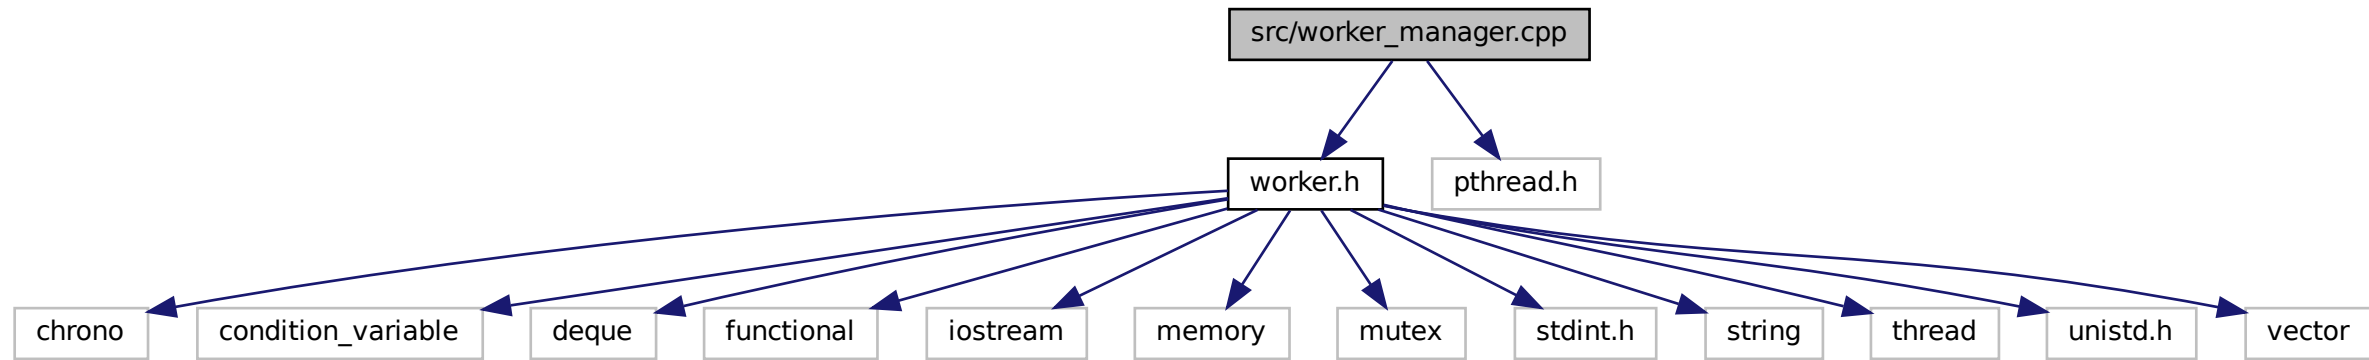 src/worker_manager.cpp
worker.h
pthread.h
chrono
condition_variable
deque
functional
iostream
memory
mutex
stdint.h
string
thread
unistd.h
vector